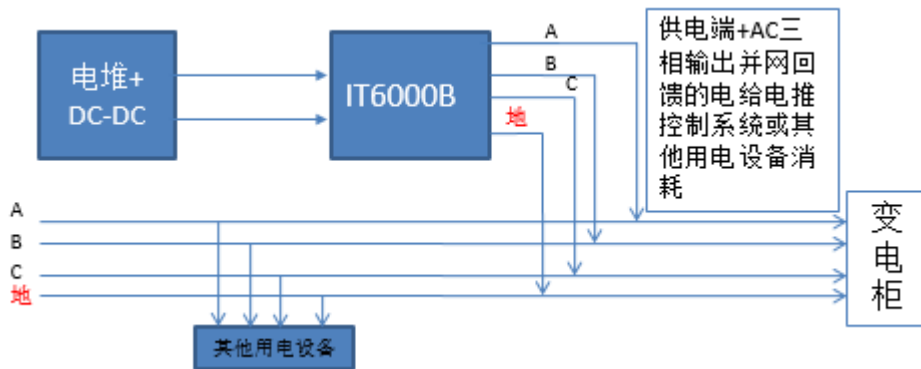 电堆+
DC-DC
IT6000B
A
B
C
地
供电端+AC三
相输出并网回
馈的电给电推
控制系统或其
他用电设备消
耗
A
B
C
地
变
电
柜
其他用电设备